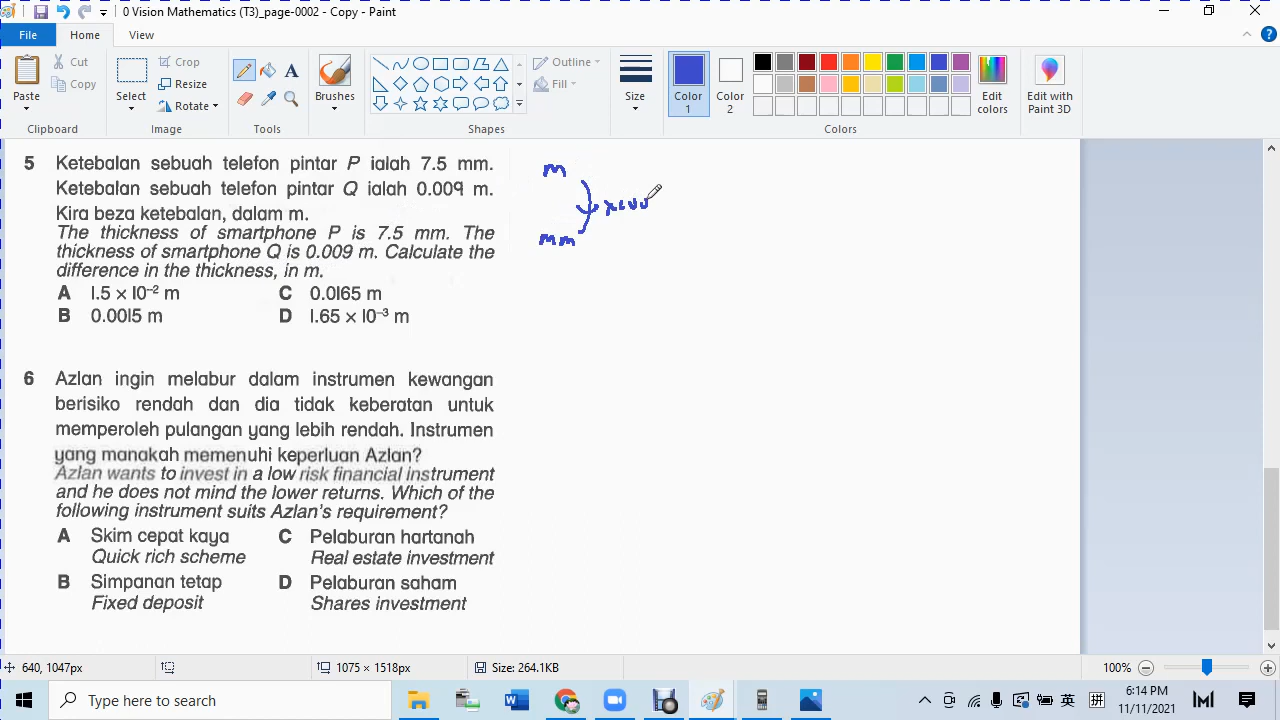 0 Vision Mathematics (T3)_page-0002 - Copy - Paint
File Home View
Paste Cut Copy
Select Crop Resize Rotate
A
Brushes
Outline Fill
Size
Color 1
Color 2
Edit colors
Edit with Paint 3D
Clipboard Image Tools Shapes Colors
5 Ketebalan sebuah telefon pintar P ialah 7.5 mm.
Ketebalan sebuah telefon pintar Q ialah 0.009 m.
Kira beza ketebalan, dalam m.
The thickness of smartphone P is 7.5 mm. The
thickness of smartphone Q is 0.009 m. Calculate the
difference in the thickness, in m.
A 1.5 × 10⁻² m C 0.0165 m
B 0.0015 m D 1.65 × 10⁻³ m
m
mm
6 Azlan ingin melabur dalam instrumen kewangan
berisiko rendah dan dia tidak keberatan untuk
memperoleh pulangan yang lebih rendah. Instrumen
yang manakah memenuhi keperluan Azlan?
Azlan wants to invest in a low risk financial instrument
and he does not mind the lower returns. Which of the
following instrument suits Azlan's requirement?
A Skim cepat kaya C Pelaburan hartanah
Quick rich scheme Real estate investment
B Simpanan tetap D Pelaburan saham
Fixed deposit Shares investment
640, 1047px 1075 × 1518px Size: 264.1KB 100%
Type here to search
英 拼
6:14 PM
11/11/2021